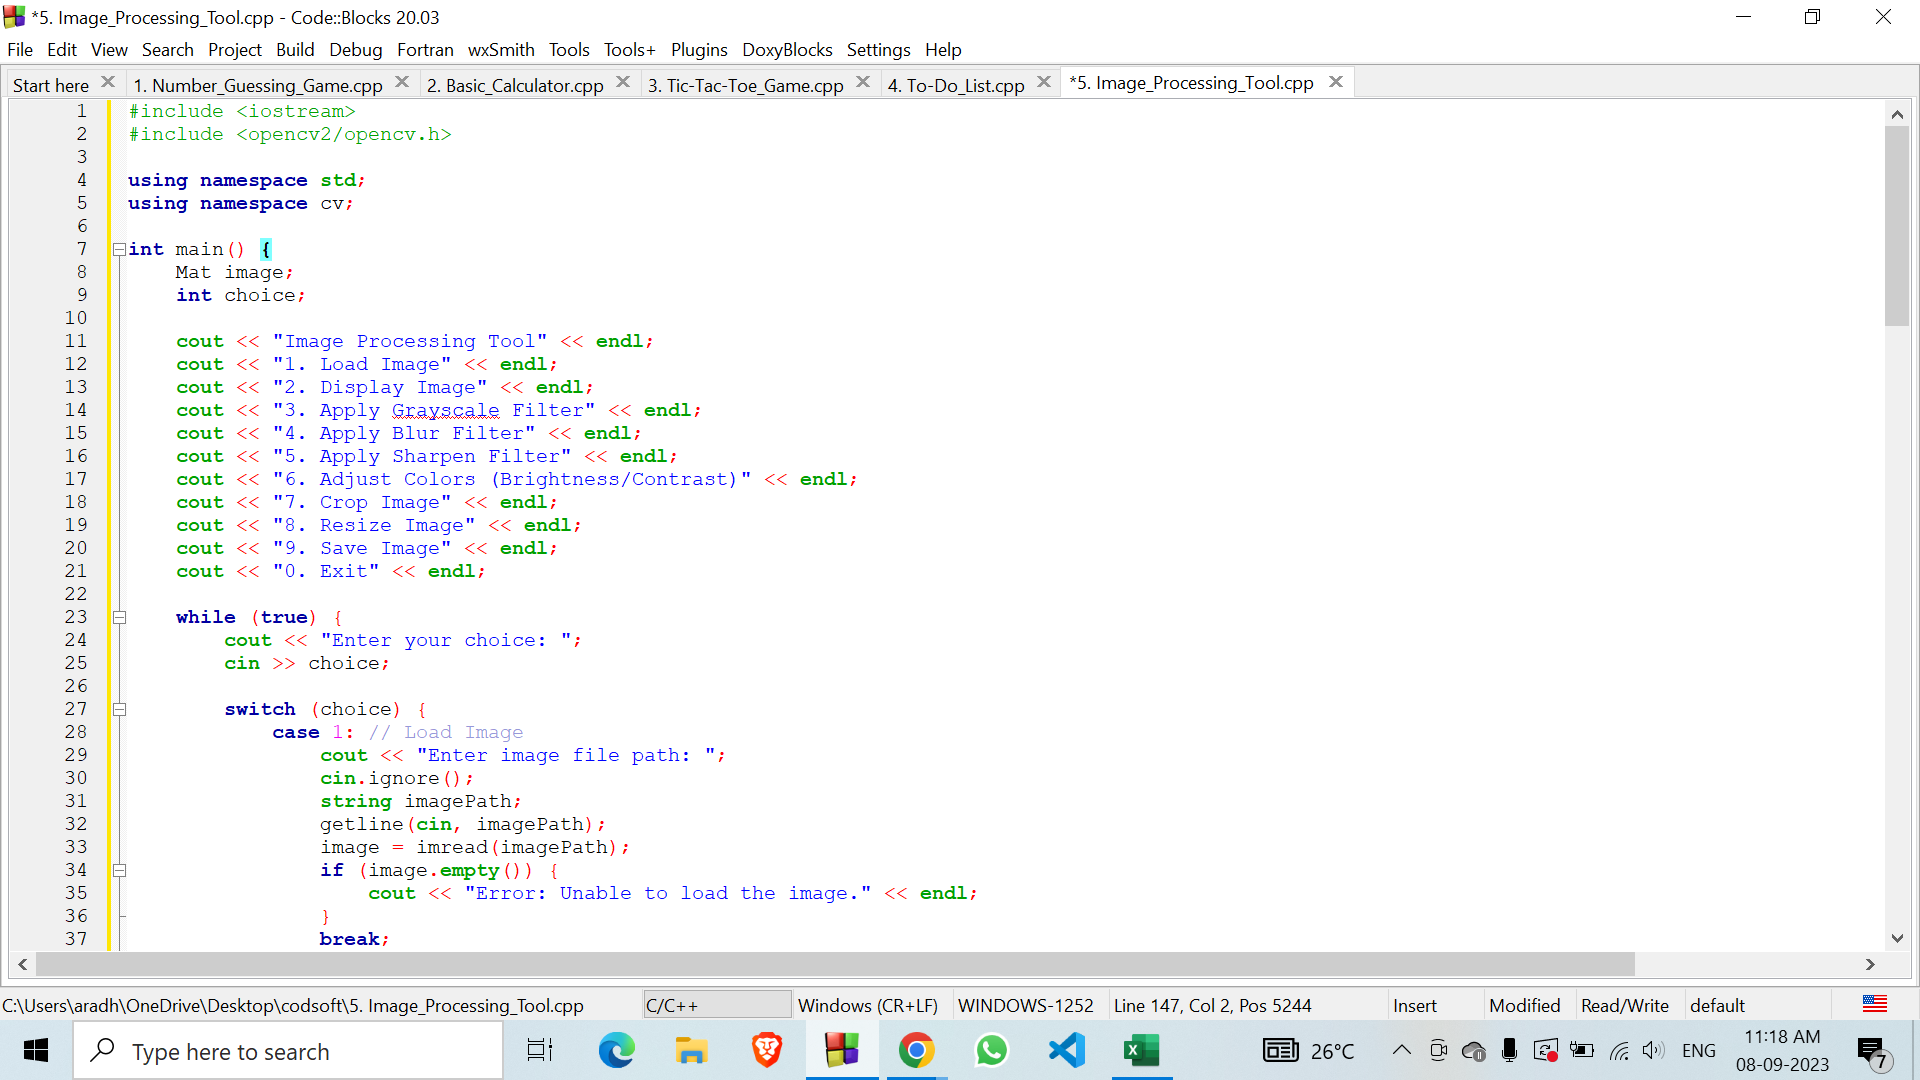 *5. Image_Processing_Tool.cpp - Code::Blocks 20.03
File Edit View Search Project Build Debug Fortran wxSmith Tools Tools+ Plugins DoxyBlocks Settings Help
Start here 1. Number_Guessing_Game.cpp 2. Basic_Calculator.cpp 3. Tic-Tac-Toe_Game.cpp 4. To-Do_List.cpp *5. Image_Processing_Tool.cpp
1 #include <iostream>
2 #include <opencv2/opencv.h>
3
4 using namespace std;
5 using namespace cv;
6
7 int main() {
8 Mat image;
9 int choice;
10
11 cout << "Image Processing Tool" << endl;
12 cout << "1. Load Image" << endl;
13 cout << "2. Display Image" << endl;
14 cout << "3. Apply Grayscale Filter" << endl;
15 cout << "4. Apply Blur Filter" << endl;
16 cout << "5. Apply Sharpen Filter" << endl;
17 cout << "6. Adjust Colors (Brightness/Contrast)" << endl;
18 cout << "7. Crop Image" << endl;
19 cout << "8. Resize Image" << endl;
20 cout << "9. Save Image" << endl;
21 cout << "0. Exit" << endl;
22
23 while (true) {
24 cout << "Enter your choice: ";
25 cin >> choice;
26
27 switch (choice) {
28 case 1: // Load Image
29 cout << "Enter image file path: ";
30 cin.ignore();
31 string imagePath;
32 getline(cin, imagePath);
33 image = imread(imagePath);
34 if (image.empty()) {
35 cout << "Error: Unable to load the image." << endl;
36 }
37 break;
C:\Users\aradh\OneDrive\Desktop\codsoft\5. Image_Processing_Tool.cpp C/C++ Windows (CR+LF) WINDOWS-1252 Line 147, Col 2, Pos 5244 Insert Modified Read/Write default
Type here to search 26°C ENG 11:18 AM
08-09-2023 7